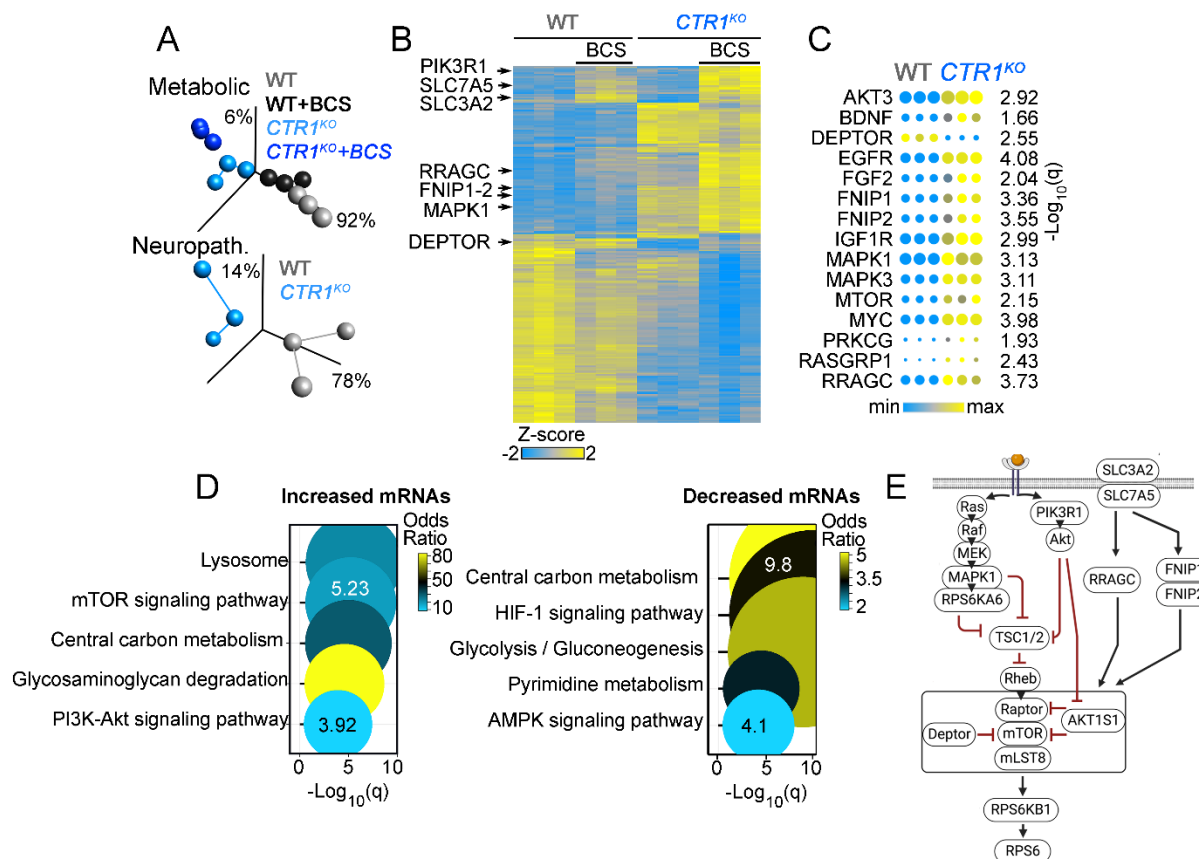 A
Metabolic
6%
WT
WT+BCS
CTR1KO
CTR1KO+BCS
92%
Neuropath.
14%
WT
CTR1KO
78%
B
WT
CTR1KO
BCS
BCS
PIK3R1
SLC7A5
SLC3A2
RRAGC
FNIP1-2
MAPK1
DEPTOR
Z-score
-2
2
C
WT CTR1KO
AKT3 2.92
BDNF 1.66
DEPTOR 2.55
EGFR 4.08
FGF2 2.04
FNIP1 3.36
FNIP2 3.55
IGF1R 2.99
MAPK1 3.13
MAPK3 3.11
MTOR 2.15
MYC 3.98
PRKCG 1.93
RASGRP1 2.43
RRAGC 3.73
-Log10(q)
min max
D
Increased mRNAs
Odds
Ratio
80
50
10
Lysosome
mTOR signaling pathway
5.23
Central carbon metabolism
Glycosaminoglycan degradation
PI3K-Akt signaling pathway
3.92
0 5 10
-Log10(q)
Decreased mRNAs
Odds
Ratio
5
3.5
2
Central carbon metabolism
9.8
HIF-1 signaling pathway
Glycolysis / Gluconeogenesis
Pyrimidine metabolism
AMPK signaling pathway
4.1
0 5 10
-Log10(q)
E
SLC3A2
SLC7A5
Ras
Raf
MEK
MAPK1
RPS6KA6
PIK3R1
Akt
RRAGC
FNIP1
FNIP2
TSC1/2
Rheb
Raptor
AKT1S1
Deptor
mTOR
mLST8
RPS6KB1
RPS6